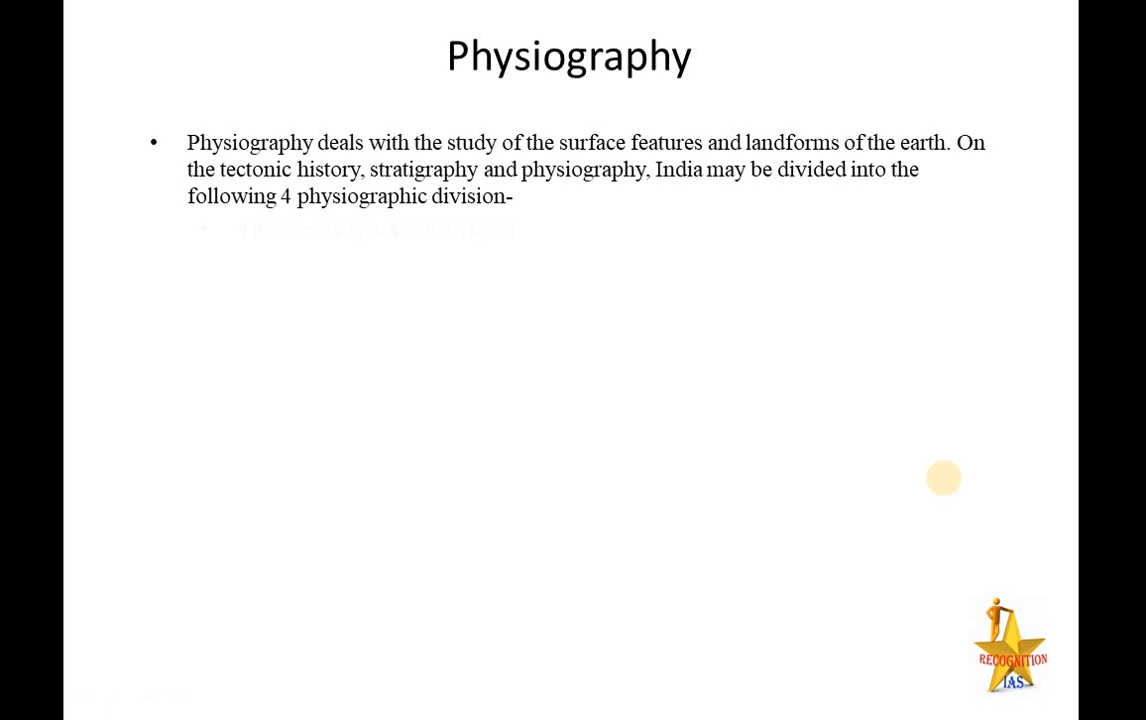 Physiography
• Physiography deals with the study of the surface features and landforms of the earth. On
the tectonic history, stratigraphy and physiography, India may be divided into the
following 4 physiographic division-
RECOGNITION
IAS